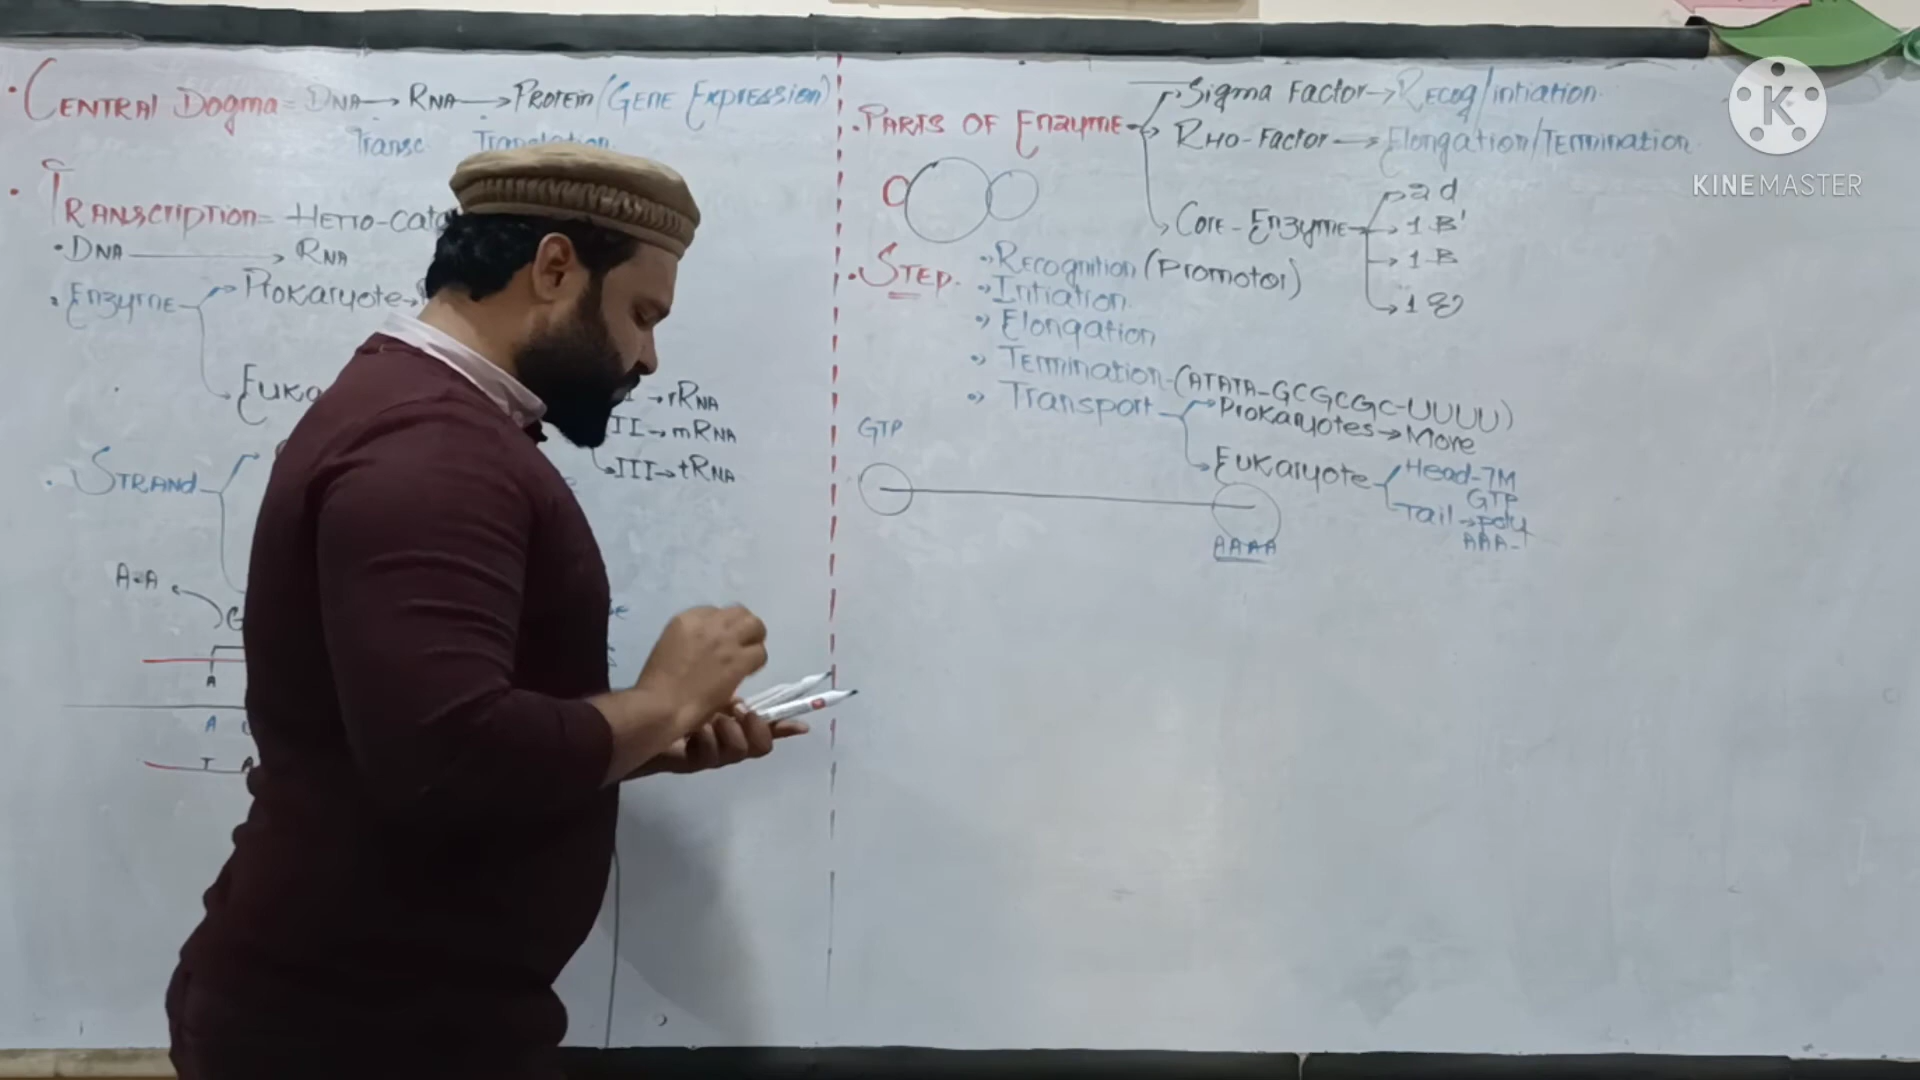 • CENTRAL Dogma = DNA → RNA → PROTEIN (GENE EXPRESSION)
Transc Translation
• TRANSCRIPTION = HETTO-CATA
• DNA → RNA
• Enzyme → Prokaryote →
EUKA
I → rRNA
II → mRNA
III → tRNA
• STRAND
A=A
G
A
A
T A
• PARTS OF Enzyme → Sigma Factor → RECOG/intiation
→ RHO-Factor → Elongation/TERMINATION
→ CORE-Enzyme → 2 d
→ 1 B'
→ 1 B
→ 1
• STEP • Recognition (Promotor)
• Intiation
• Elongation
• Termination - (ATATA-GCGCGC-UUUU)
• Transport → Prokaryotes → More
→ EUKaryote Head-7M
GTP
Tail → poly
AAA-
GTP
AAAA
KINEMASTER